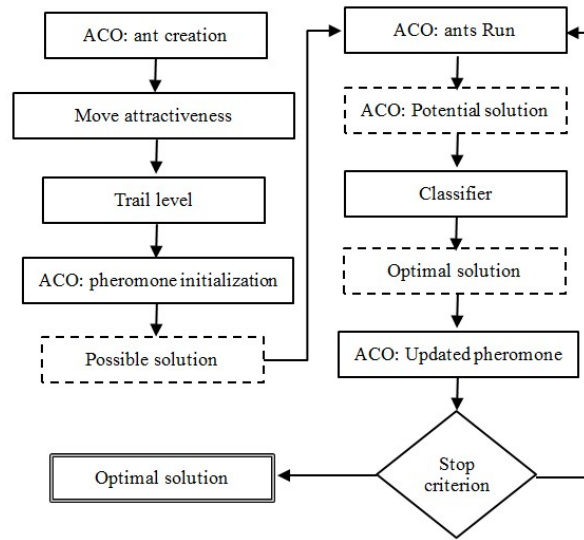 ACO: ant creation
Move attractiveness
Trail level
ACO: pheromone initialization
Possible solution
ACO: ants Run
ACO: Potential solution
Classifier
Optimal solution
ACO: Updated pheromone
Stop
criterion
Optimal solution